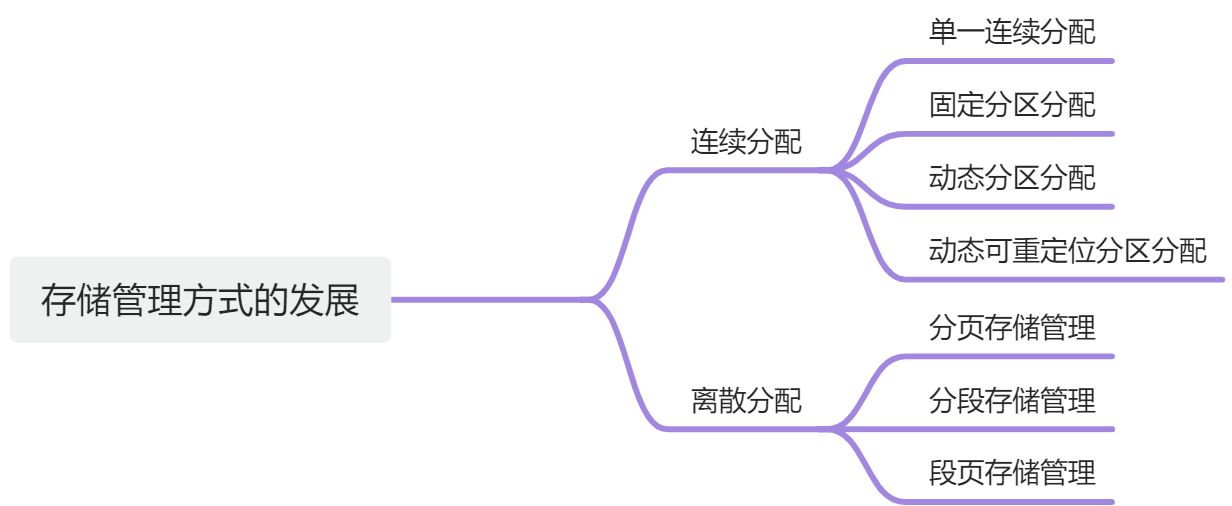 存储管理方式的发展
连续分配
单一连续分配
固定分区分配
动态分区分配
动态可重定位分区分配
离散分配
分页存储管理
分段存储管理
段页存储管理